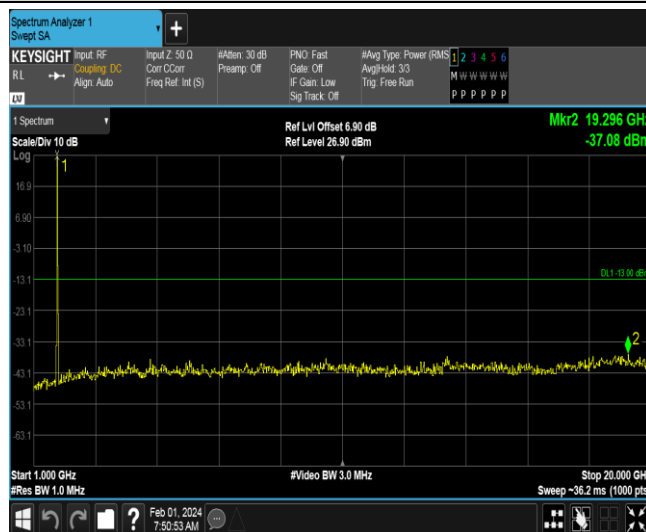 Spectrum Analyzer 1
Swept SA
+
KEYSIGHT
RL
LXI
Input: RF
Coupling: DC
Align: Auto
Input Z: 50 Ω
Corr CCorr
Freq Ref: Int (S)
#Atten: 30 dB
Preamp: Off
PNO: Fast
Gate: Off
IF Gain: Low
Sig Track: Off
#Avg Type: Power (RMS
Avg|Hold: 3/3
Trig: Free Run
1 2 3 4 5 6
M W W W W W
P P P P P P
1 Spectrum
Scale/Div 10 dB
Ref Lvl Offset 6.90 dB
Ref Level 26.90 dBm
Mkr2 19.296 GHz
-37.08 dBm
Log
1
16.9
6.90
-3.10
-13.1
DL1 -13.00 dBm
-23.1
-33.1
2
-43.1
-53.1
-63.1
Start 1.000 GHz
#Video BW 3.0 MHz
Stop 20.000 GHz
#Res BW 1.0 MHz
Sweep ~36.2 ms (1000 pts
?
Feb 01, 2024
7:50:53 AM